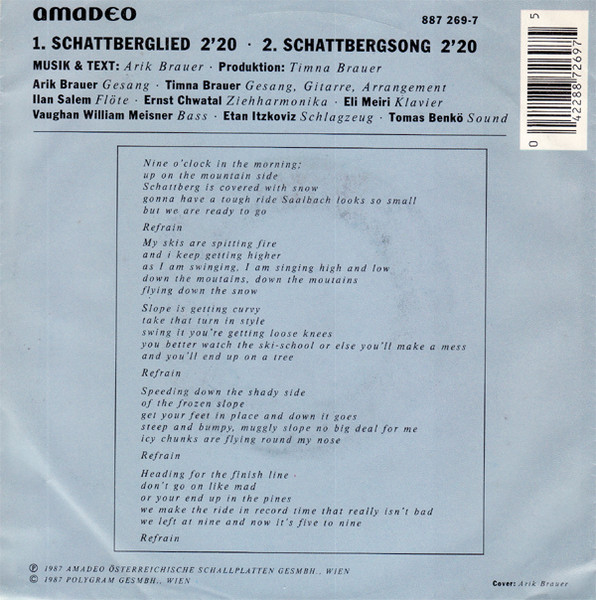 amadeo
887 269-7
1. SCHATTBERGLIED 2'20 · 2. SCHATTBERGSONG 2'20
MUSIK & TEXT: Arik Brauer · Produktion: Timna Brauer
Arik Brauer Gesang · Timna Brauer Gesang, Gitarre, Arrangement
Ilan Salem Flöte · Ernst Chwatal Ziehharmonika · Eli Meiri Klavier
Vaughan William Meisner Bass · Etan Itzkoviz Schlagzeug · Tomas Benkö Sound
0 42288 72697 5
Nine o'clock in the morning;
up on the mountain side
Schattberg is covered with snow
gonna have a tough ride Saalbach looks so small
but we are ready to go
Refrain
My skis are spitting fire
and i keep getting higher
as I am swinging, I am singing high and low
down the moutains, down the moutains
flying down the snow
Slope is getting curvy
take that turn in style
swing it you're getting loose knees
you better watch the ski-school or else you'll make a mess
and you'll end up on a tree
Refrain
Speeding down the shady side
of the frozen slope
get your feet in place and down it goes
steep and bumpy, muggly slope no big deal for me
icy chunks are flying round my nose
Refrain
Heading for the finish line -
don't go on like mad
or your end up in the pines
we make the ride in record time that really isn't bad
we left at nine and now it's five to nine
Refrain
℗ 1987 AMADEO ÖSTERREICHISCHE SCHALLPLATTEN GESMBH., WIEN
© 1987 POLYGRAM GESMBH., WIEN
Cover: Arik Brauer